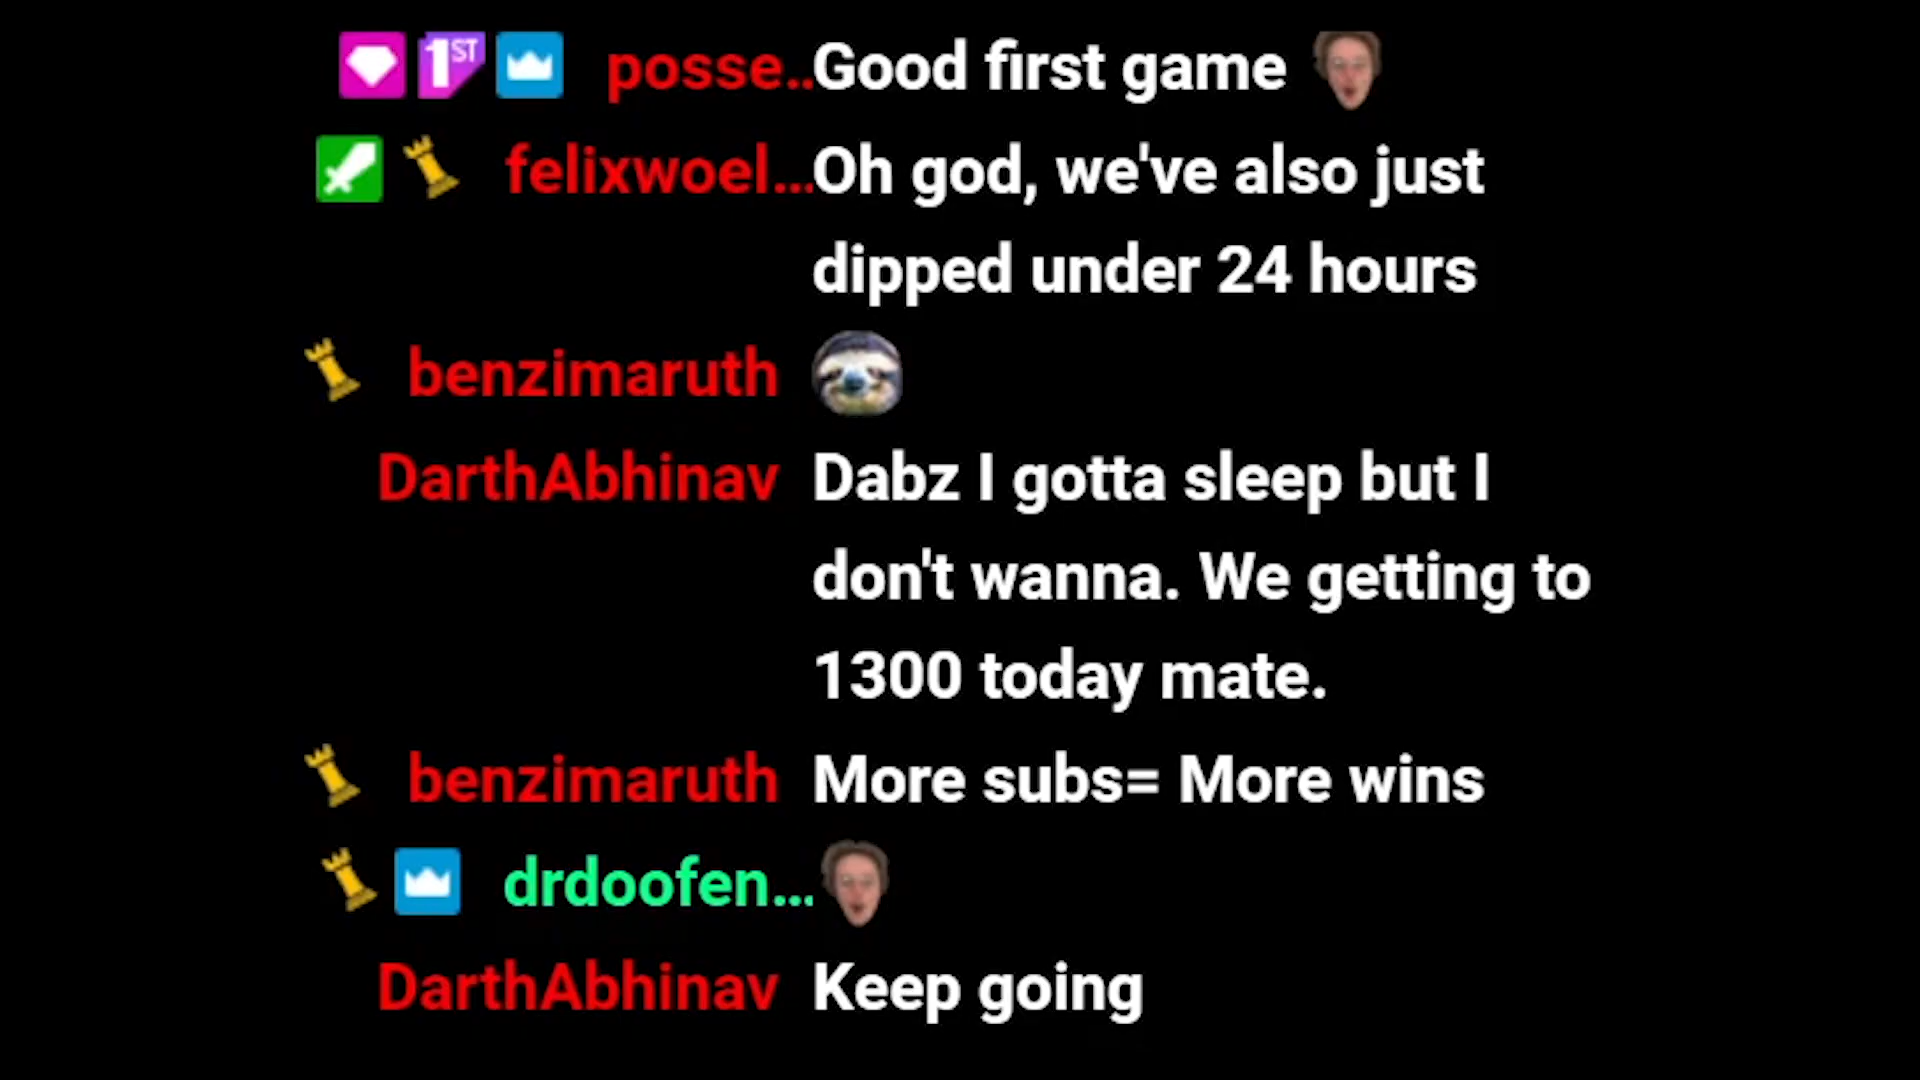 1ST posse..Good first game
felixwoel...Oh god, we've also just
dipped under 24 hours
benzimaruth
DarthAbhinav Dabz I gotta sleep but I
don't wanna. We getting to
1300 today mate.
benzimaruth More subs= More wins
drdoofen...
DarthAbhinav Keep going